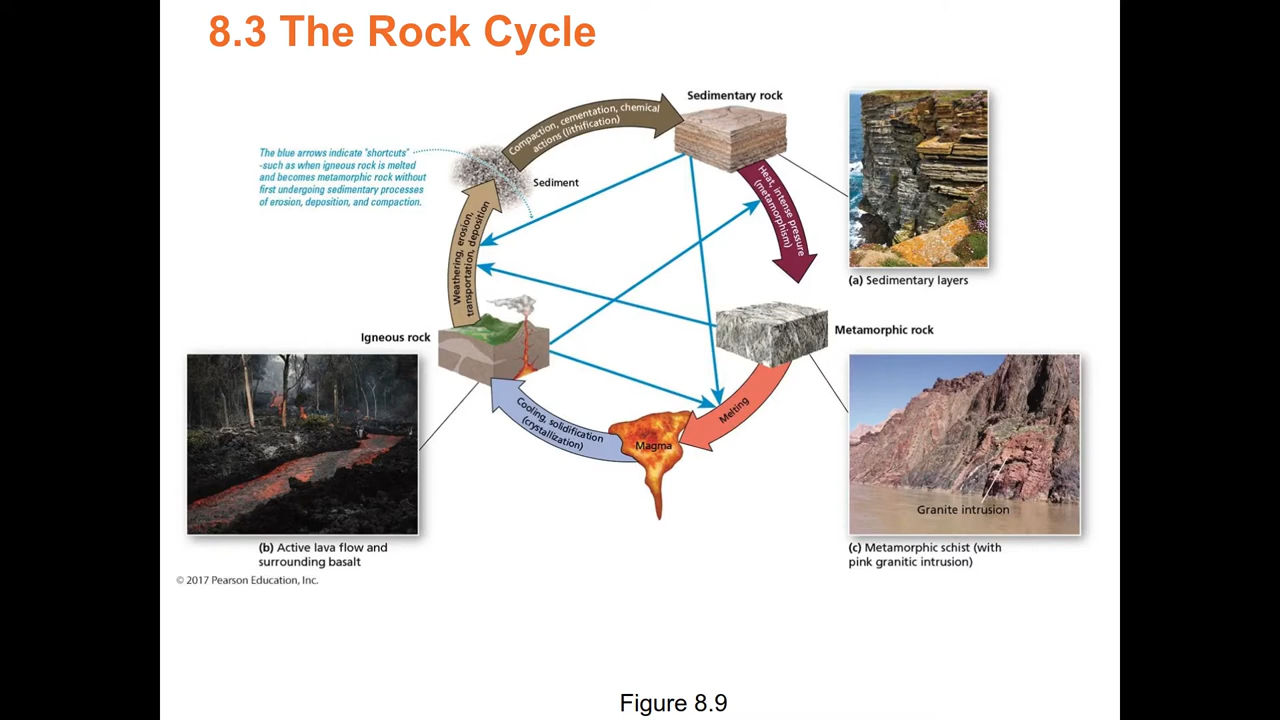 8.3 The Rock Cycle
Sedimentary rock
Compaction, cementation, chemical
actions (lithification)
The blue arrows indicate "shortcuts"
-such as when igneous rock is melted
and becomes metamorphic rock without
first undergoing sedimentary processes
of erosion, deposition, and compaction.
Sediment
Heat, intense pressure
(metamorphism)
Weathering, erosion,
transportation, deposition
(a) Sedimentary layers
Igneous rock
Metamorphic rock
Cooling, solidification
(crystallization)
Magma
Melting
Granite intrusion
(b) Active lava flow and
surrounding basalt
(c) Metamorphic schist (with
pink granitic intrusion)
© 2017 Pearson Education, Inc.
Figure 8.9